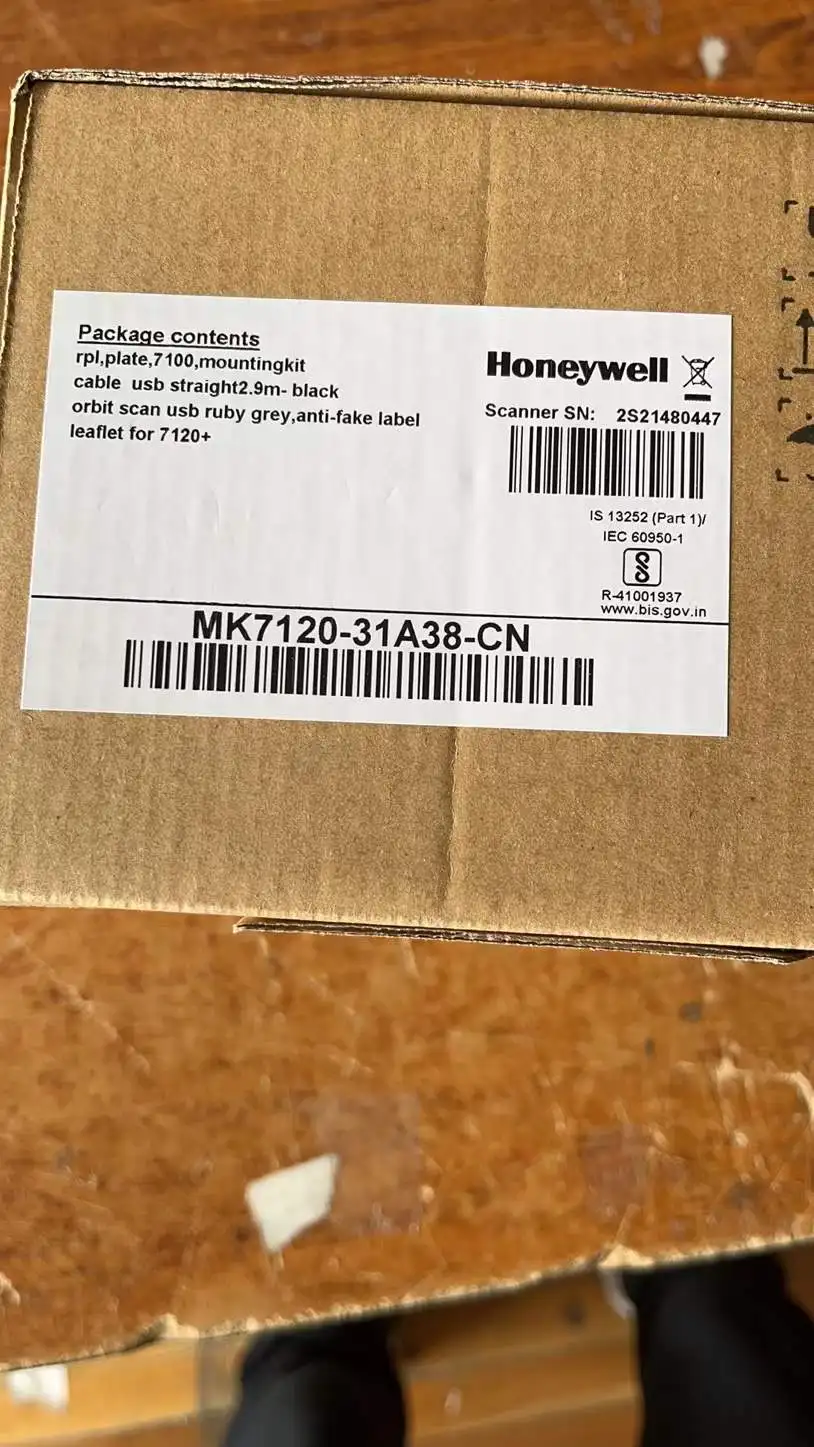 Package contents
rpl,plate,7100,mountingkit
cable usb straight2.9m- black
orbit scan usb ruby grey,anti-fake label
leaflet for 7120+
Honeywell
Scanner SN: 2S21480447
IS 13252 (Part 1)/
IEC 60950-1
R-41001937
www.bis.gov.in
MK7120-31A38-CN